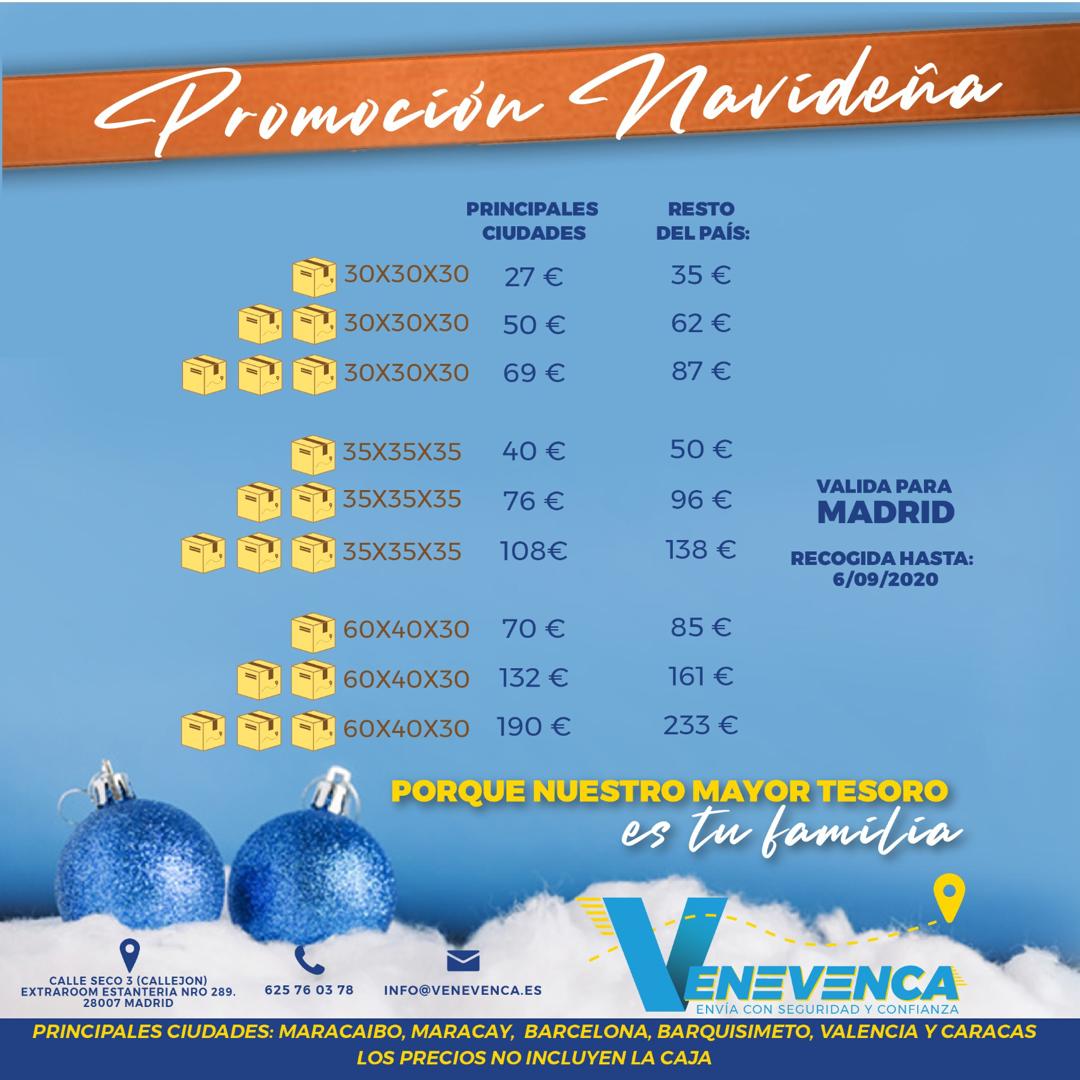 Promoción Navideña
PRINCIPALES CIUDADES
RESTO DEL PAÍS:
30X30X30 27 € 35 €
30X30X30 50 € 62 €
30X30X30 69 € 87 €
35X35X35 40 € 50 €
35X35X35 76 € 96 €
35X35X35 108€ 138 €
60X40X30 70 € 85 €
60X40X30 132 € 161 €
60X40X30 190 € 233 €
VALIDA PARA
MADRID
RECOGIDA HASTA:
6/09/2020
PORQUE NUESTRO MAYOR TESORO
es tu familia
CALLE SECO 3 (CALLEJON)
EXTRAROOM ESTANTERIA NRO 289.
28007 MADRID
625 76 03 78
INFO@VENEVENCA.ES
VENEVENCA
ENVÍA CON SEGURIDAD Y CONFIANZA
PRINCIPALES CIUDADES: MARACAIBO, MARACAY, BARCELONA, BARQUISIMETO, VALENCIA Y CARACAS
LOS PRECIOS NO INCLUYEN LA CAJA